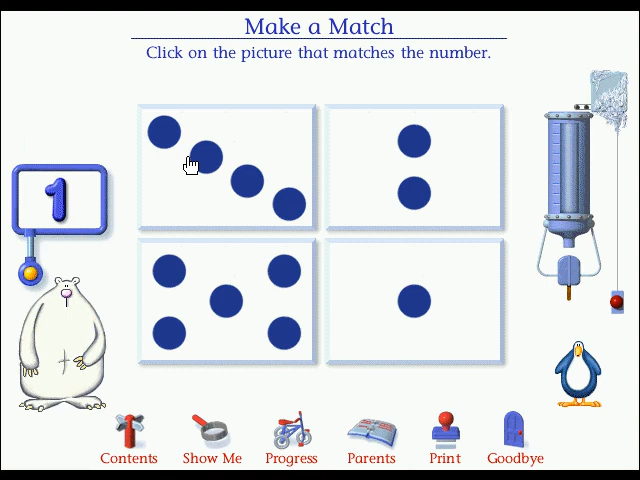 Make a Match
Click on the picture that matches the number.
1
Contents
Show Me
Progress
Parents
Print
Goodbye